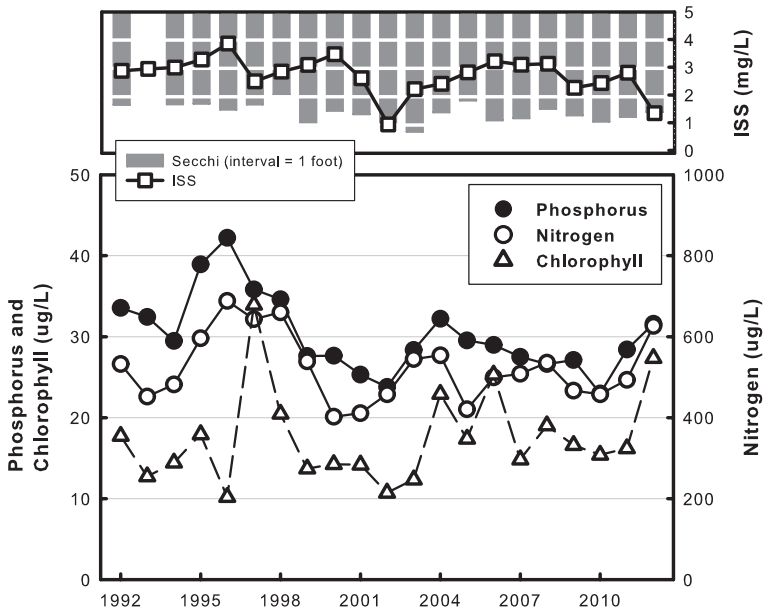 5
4
3
2
1
0
ISS (mg/L)
Secchi (interval = 1 foot)
ISS
50
40
30
20
10
0
Phosphorus and
Chlorophyll (ug/L)
Phosphorus
Nitrogen
Chlorophyll
1000
800
600
400
200
0
Nitrogen (ug/L)
1992 1995 1998 2001 2004 2007 2010